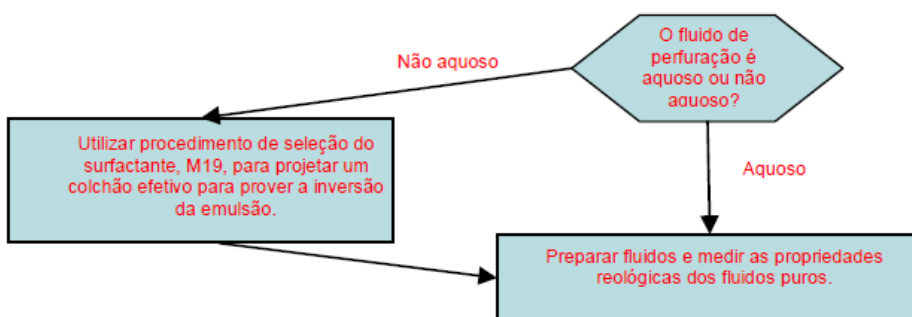 O fluido de
perfuração é
aquoso ou não
aquoso?
Não aquoso
Utilizar procedimento de seleção do
surfactante, M19, para projetar um
colchão efetivo para prover a inversão
da emulsão.
Aquoso
Preparar fluidos e medir as propriedades
reológicas dos fluidos puros.